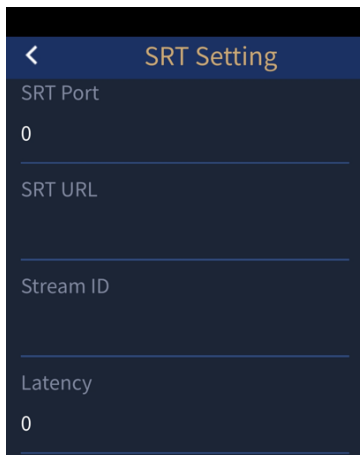 SRT Setting
SRT Port
0
SRT URL
Stream ID
Latency
0